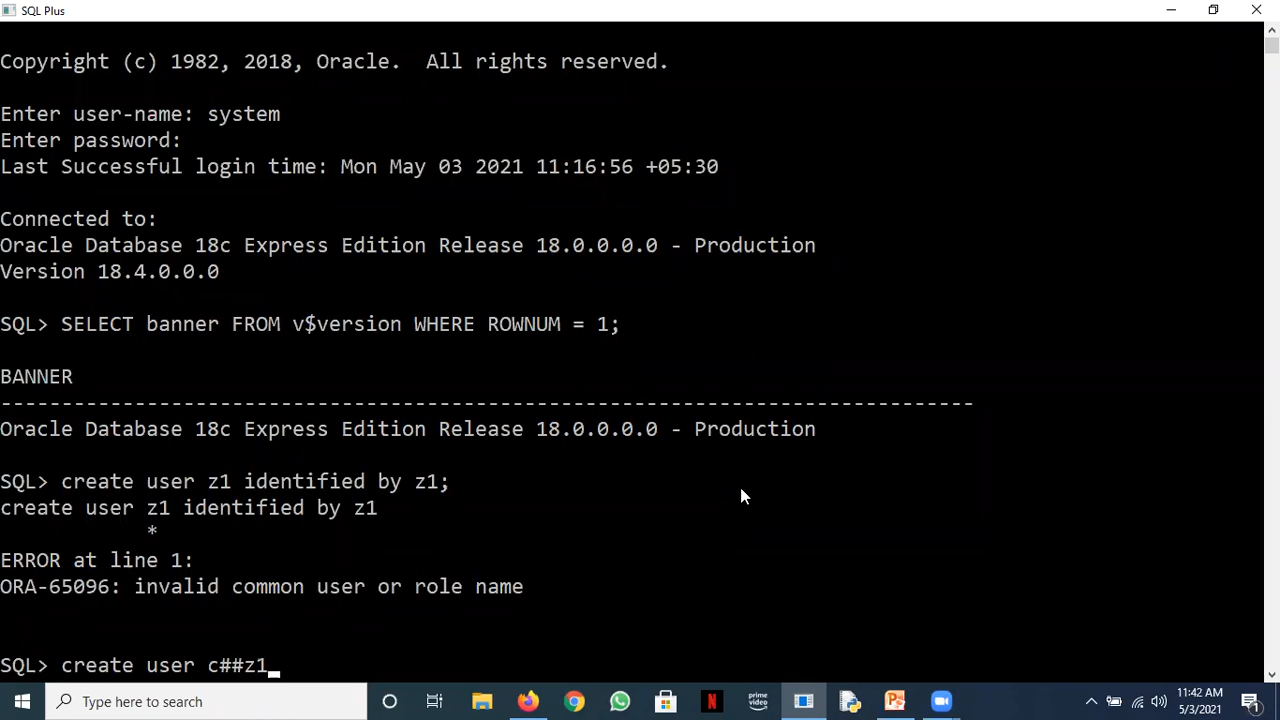 SQL Plus
Copyright (c) 1982, 2018, Oracle.  All rights reserved.
Enter user-name: system
Enter password:
Last Successful login time: Mon May 03 2021 11:16:56 +05:30
Connected to:
Oracle Database 18c Express Edition Release 18.0.0.0.0 - Production
Version 18.4.0.0.0
SQL> SELECT banner FROM v$version WHERE ROWNUM = 1;
BANNER
--------------------------------------------------------------------------------
Oracle Database 18c Express Edition Release 18.0.0.0.0 - Production
SQL> create user z1 identified by z1;
create user z1 identified by z1
*
ERROR at line 1:
ORA-65096: invalid common user or role name
SQL> create user c##z1_
Type here to search
N
prime video
11:42 AM
5/3/2021
1